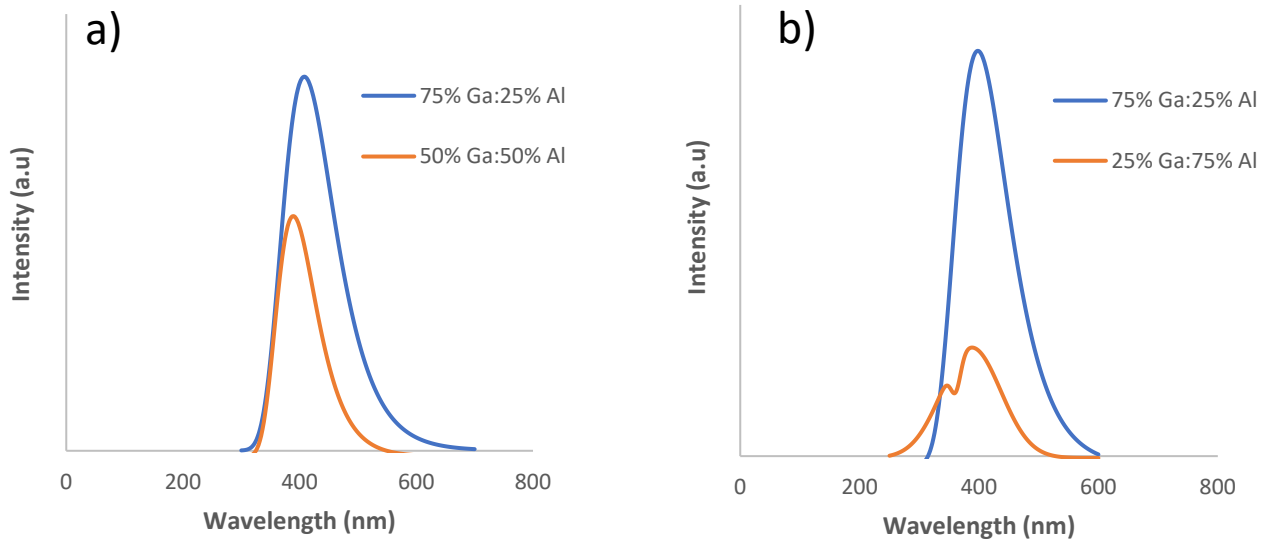 a)
75% Ga:25% Al
50% Ga:50% Al
Intensity (a.u)
0
200
400
600
800
Wavelength (nm)
b)
75% Ga:25% Al
25% Ga:75% Al
Intensity (a.u)
0
200
400
600
800
Wavelength (nm)